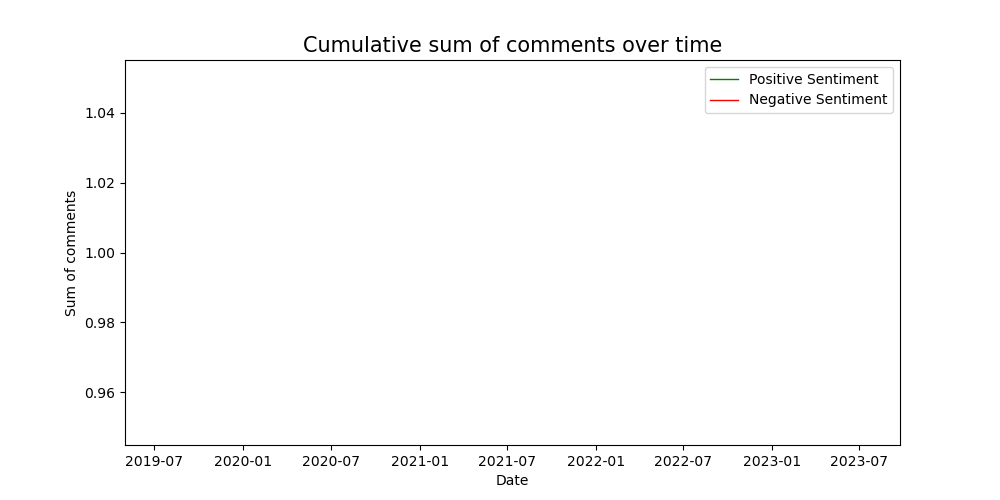 Cumulative sum of comments over time
Positive Sentiment
Negative Sentiment
1.04
1.02
1.00
0.98
0.96
Sum of comments
2019-07 2020-01 2020-07 2021-01 2021-07 2022-01 2022-07 2023-01 2023-07
Date